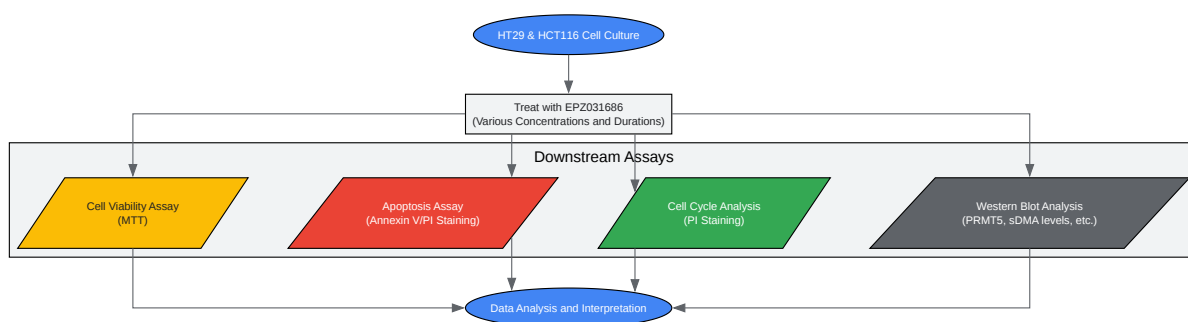 HT29 & HCT116 Cell Culture
Treat with EPZ031686
(Various Concentrations and Durations)
Downstream Assays
Cell Viability Assay
(MTT)
Apoptosis Assay
(Annexin V/PI Staining)
Cell Cycle Analysis
(PI Staining)
Western Blot Analysis
(PRMT5, sDMA levels, etc.)
Data Analysis and Interpretation